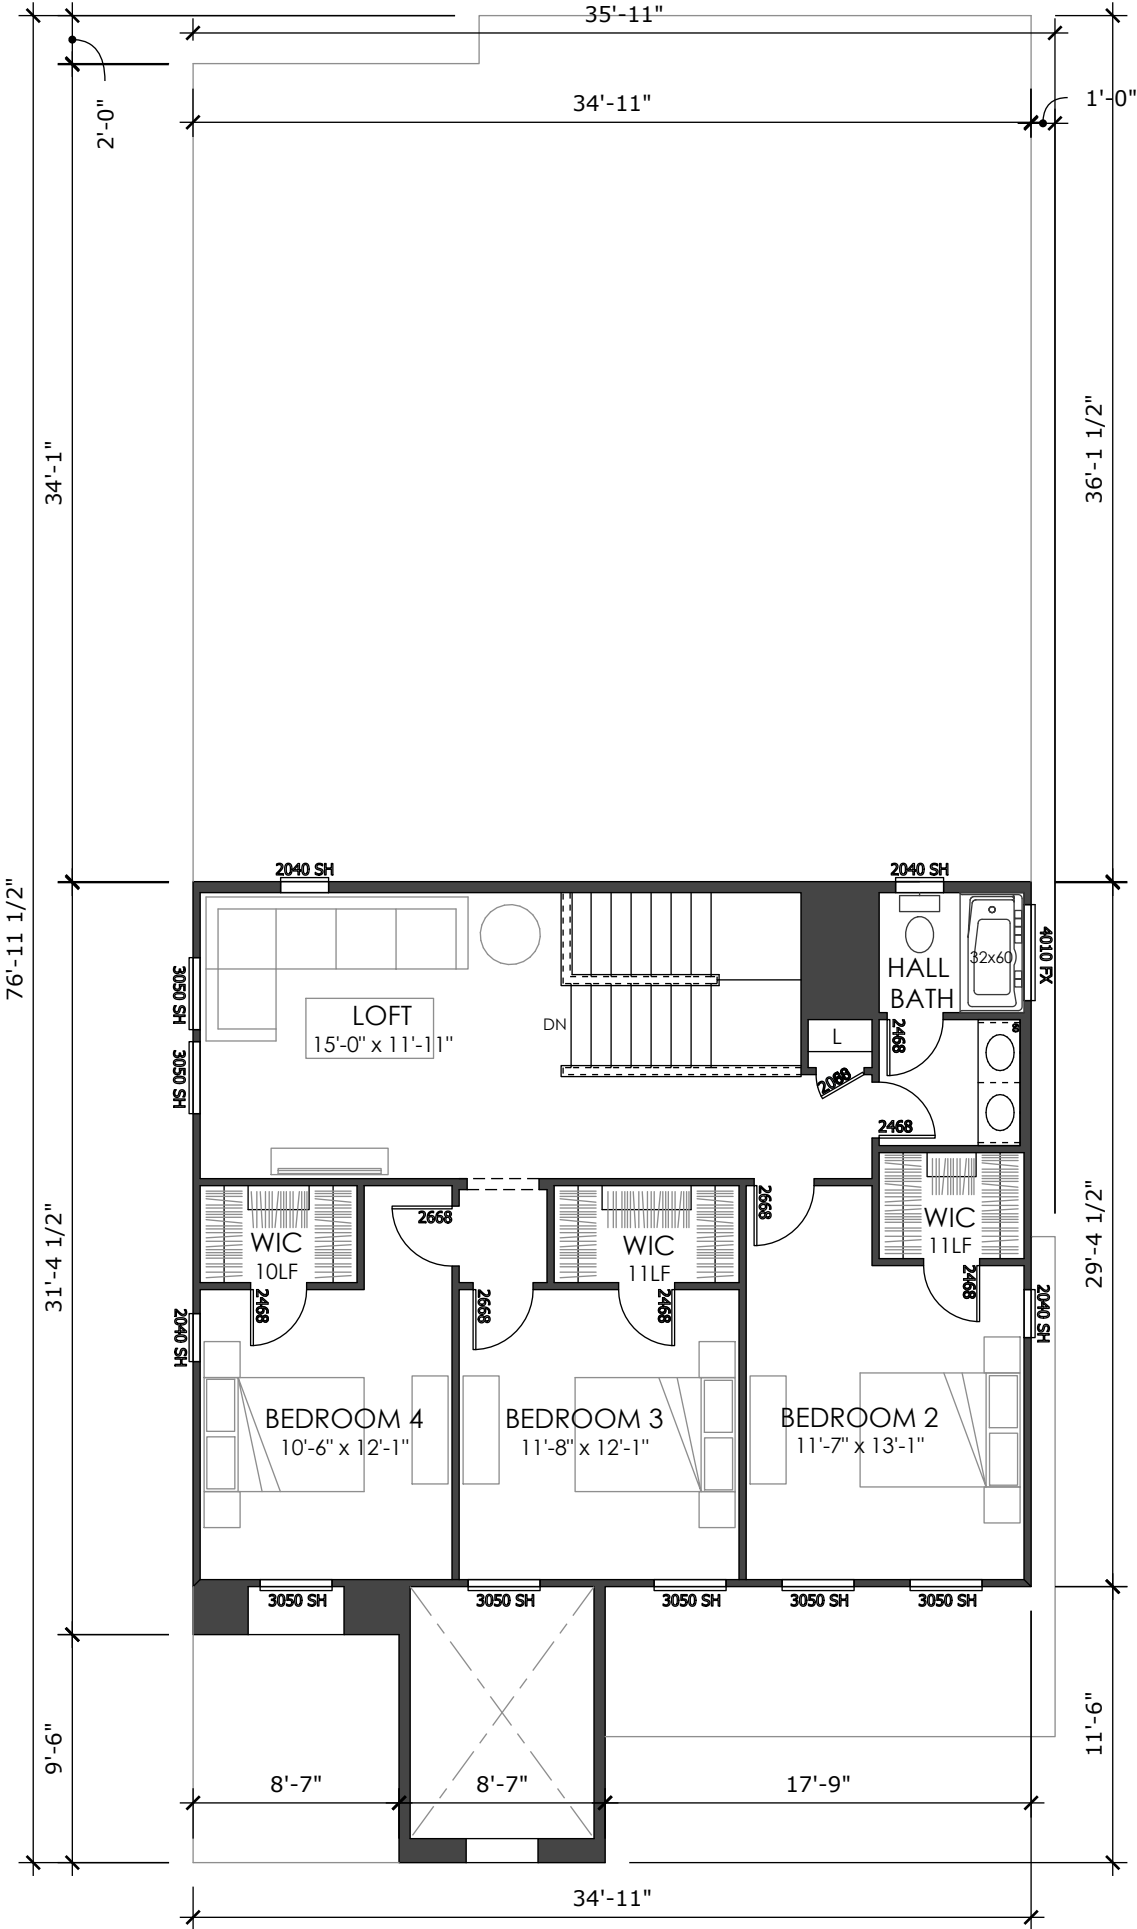 35'-11"
34'-11"
1'-0"
2'-0"
34'-1"
36'-1 1/2"
76'-11 1/2"
2040 SH
2040 SH
4010 FX
3050 SH
3050 SH
32x60
HALL
BATH
LOFT
15'-0" x 11'-11"
DN
L
2468
2068
2468
2668
2668
WIC
10LF
WIC
11LF
WIC
11LF
31'-4 1/2"
29'-4 1/2"
2468
2668
2468
2468
2040 SH
2040 SH
BEDROOM 4
10'-6" x 12'-1"
BEDROOM 3
11'-8" x 12'-1"
BEDROOM 2
11'-7" x 13'-1"
3050 SH
3050 SH
3050 SH
3050 SH
3050 SH
9'-6"
11'-6"
8'-7"
8'-7"
17'-9"
34'-11"